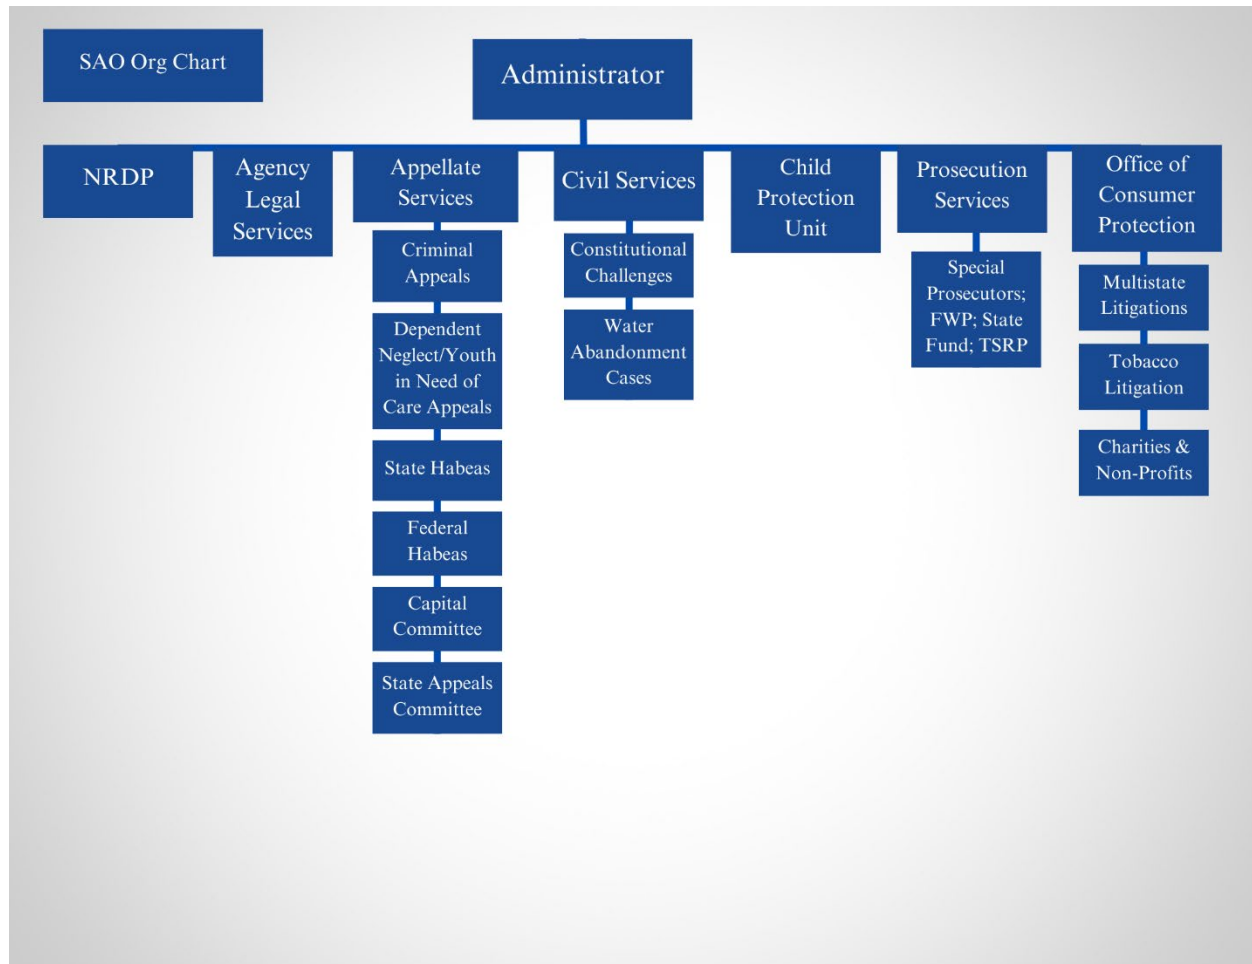 SAO Org Chart
Administrator
NRDP
Agency
Legal
Services
Appellate
Services
Criminal
Appeals
Dependent
Neglect/Youth
in Need of
Care Appeals
State Habeas
Federal
Habeas
Capital
Committee
State Appeals
Committee
Civil Services
Constitutional
Challenges
Water
Abandonment
Cases
Child
Protection
Unit
Prosecution
Services
Special
Prosecutors;
FWP; State
Fund; TSRP
Office of
Consumer
Protection
Multistate
Litigations
Tobacco
Litigation
Charities &
Non-Profits